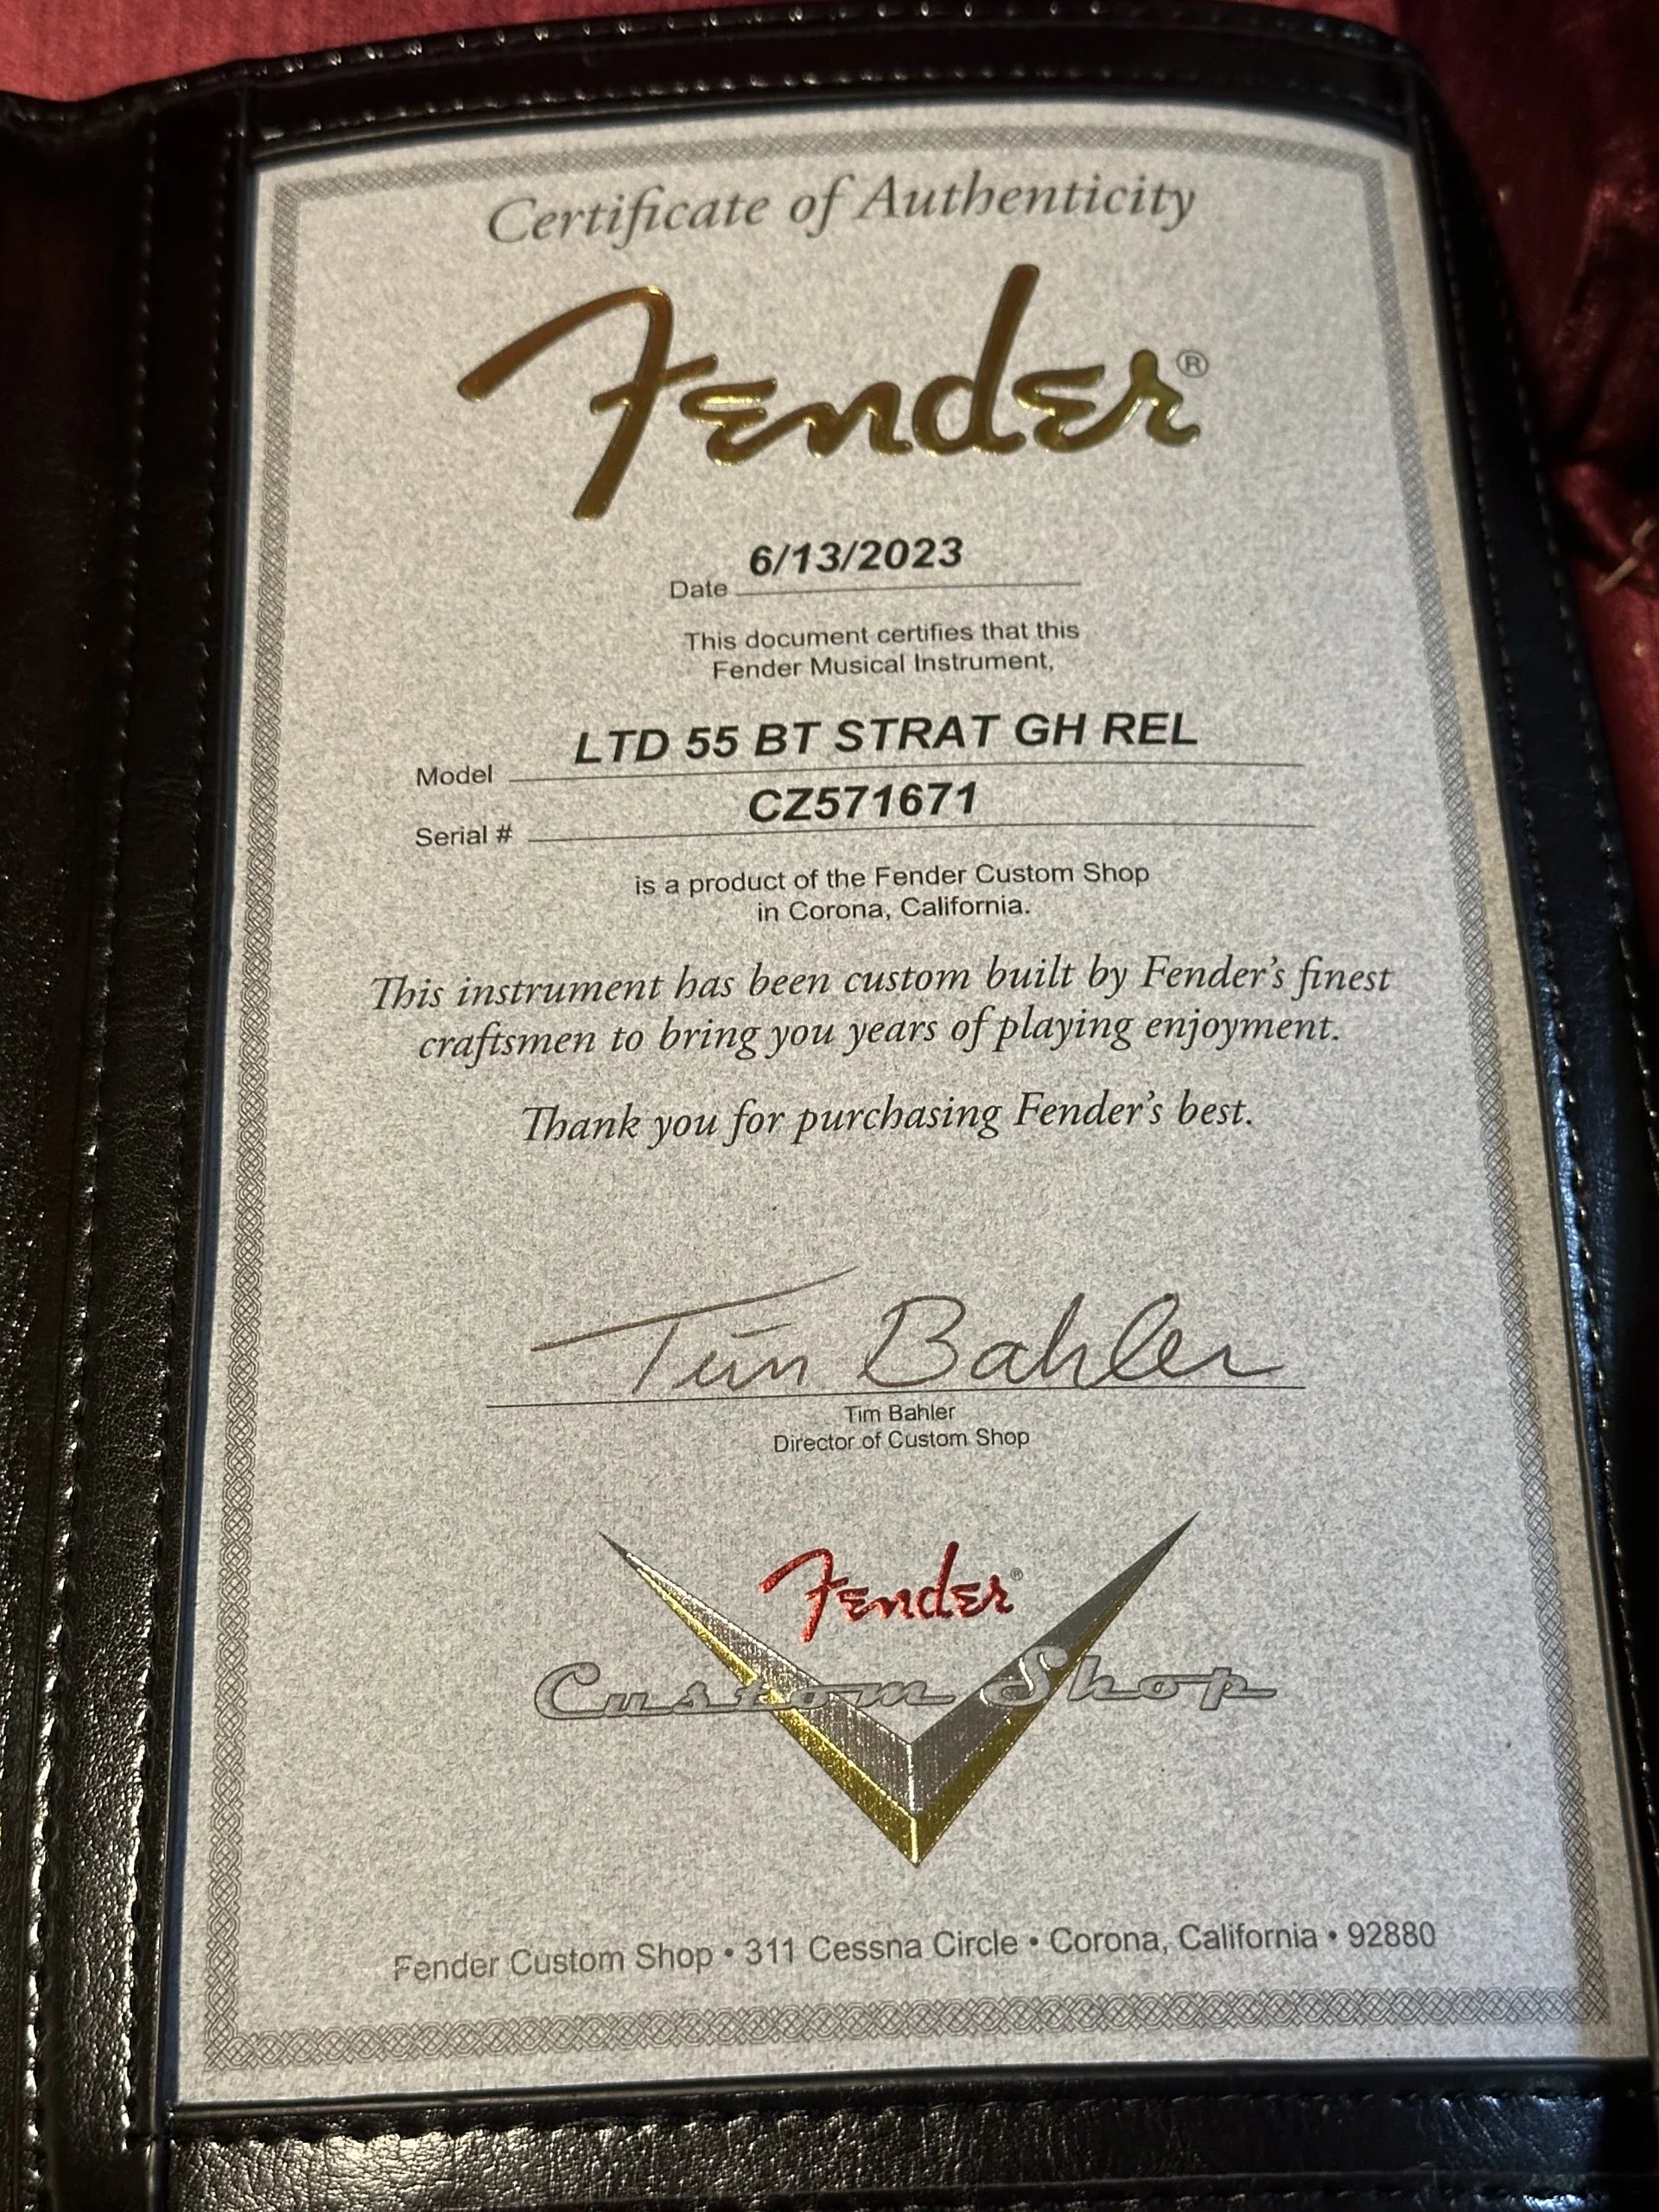 Certificate of Authenticity
Fender®
Date 6/13/2023
This document certifies that this
Fender Musical Instrument,
Model LTD 55 BT STRAT GH REL
Serial # CZ571671
is a product of the Fender Custom Shop
in Corona, California.
This instrument has been custom built by Fender's finest
craftsmen to bring you years of playing enjoyment.
Thank you for purchasing Fender's best.
Tim Bahler
Tim Bahler
Director of Custom Shop
Fender®
Custom Shop
Fender Custom Shop • 311 Cessna Circle • Corona, California • 92880